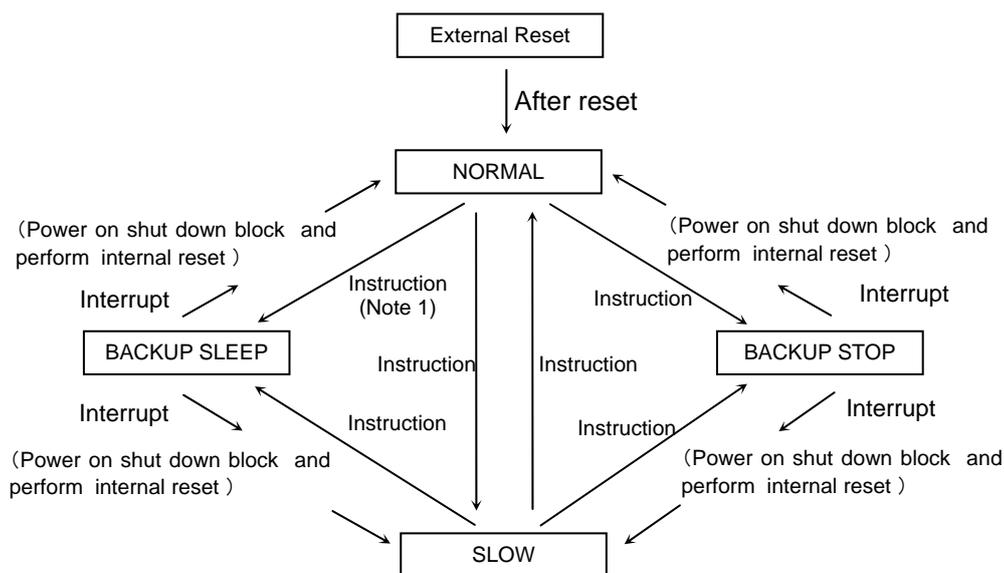 External Reset
After reset
NORMAL
（Power on shut down block and
perform internal reset）
（Power on shut down block and
perform internal reset）
Interrupt
Instruction
(Note 1)
Instruction
Interrupt
BACKUP SLEEP
Instruction
Instruction
BACKUP STOP
Interrupt
Instruction
Instruction
Interrupt
（Power on shut down block and
perform internal reset）
（Power on shut down block and
perform internal reset）
SLOW